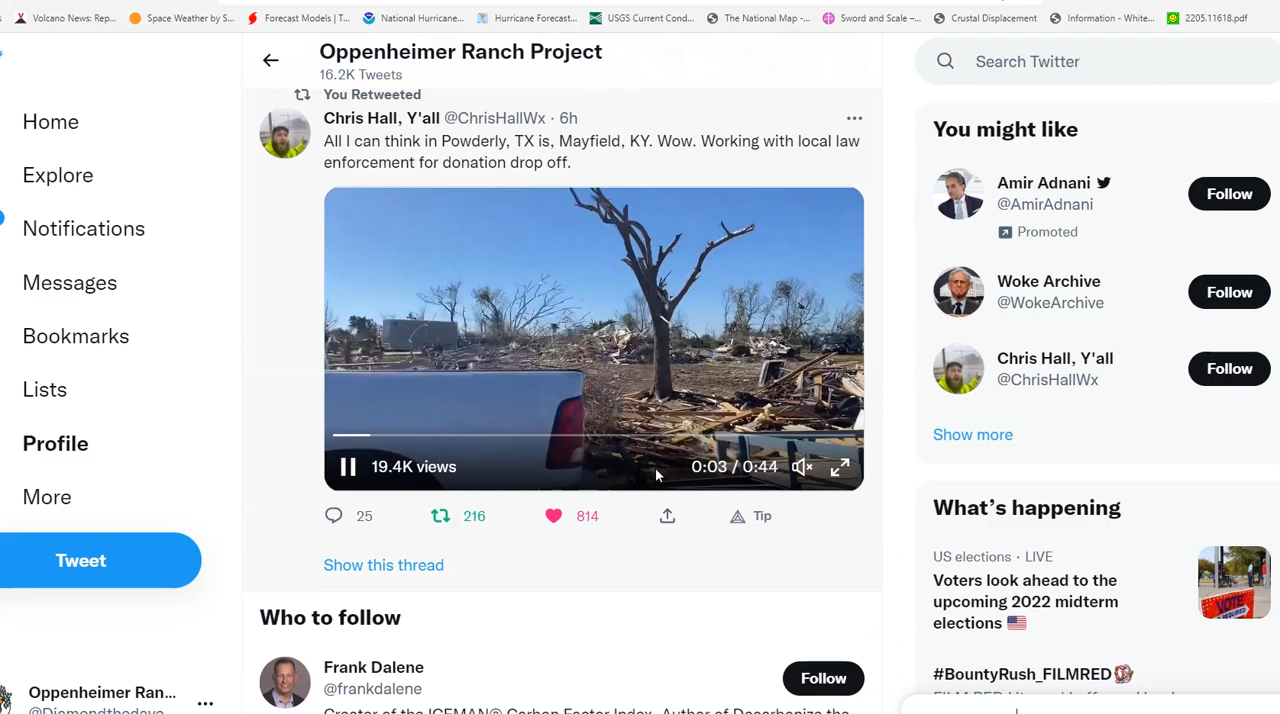 Volcano News: Rep...
Space Weather by S...
Forecast Models | T...
National Hurricane...
Hurricane Forecast...
USGS Current Cond...
The National Map -...
Sword and Scale –...
Crustal Displacement
Information - White...
2205.11618.pdf
Home
Explore
Notifications
Messages
Bookmarks
Lists
Profile
More
Tweet
Oppenheimer Ran...
Oppenheimer Ranch Project
16.2K Tweets
You Retweeted
Chris Hall, Y'all @ChrisHallWx · 6h
All I can think in Powderly, TX is, Mayfield, KY. Wow. Working with local law
enforcement for donation drop off.
19.4K views
0:03 / 0:44
25
216
814
Tip
Show this thread
Who to follow
Frank Dalene
@frankdalene
Follow
Search Twitter
You might like
Amir Adnani
@AmirAdnani
Follow
Promoted
Woke Archive
@WokeArchive
Follow
Chris Hall, Y'all
@ChrisHallWx
Follow
Show more
What's happening
US elections · LIVE
Voters look ahead to the
upcoming 2022 midterm
elections
VOTE
#BountyRush_FILMRED